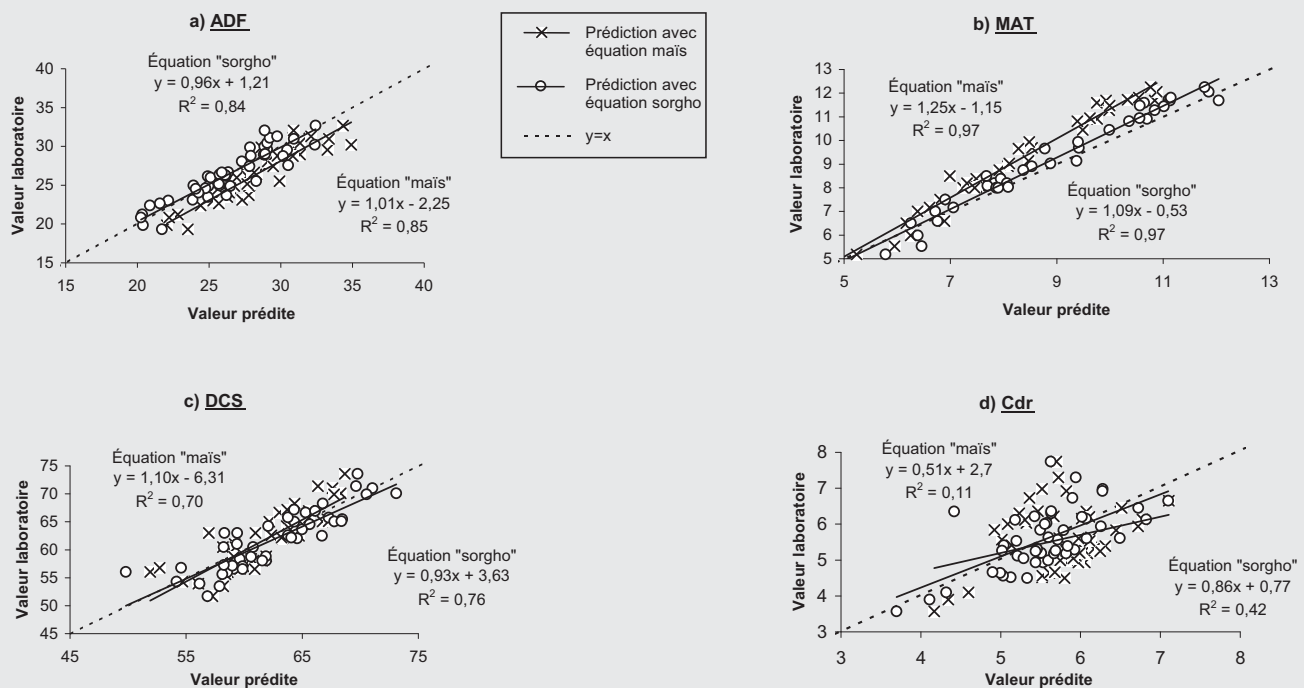 a) ADF
Équation "sorgho"
y = 0,96x + 1,21
R² = 0,84
Équation "maïs"
y = 1,01x - 2,25
R² = 0,85
Valeur laboratoire
40
35
30
25
20
15
15 20 25 30 35 40
Valeur prédite
Prédiction avec
équation maïs
Prédiction avec
équation sorgho
y=x
b) MAT
Équation "maïs"
y = 1,25x - 1,15
R² = 0,97
Équation "sorgho"
y = 1,09x - 0,53
R² = 0,97
Valeur laboratoire
13
12
11
10
9
8
7
6
5
5 7 9 11 13
Valeur prédite
c) DCS
Équation "maïs"
y = 1,10x - 6,31
R² = 0,70
Équation "sorgho"
y = 0,93x + 3,63
R² = 0,76
Valeur laboratoire
75
70
65
60
55
50
45
45 55 65 75
Valeur prédite
d) Cdr
Équation "maïs"
y = 0,51x + 2,7
R² = 0,11
Équation "sorgho"
y = 0,86x + 0,77
R² = 0,42
Valeur laboratoire
8
7
6
5
4
3
3 4 5 6 7 8
Valeur prédite